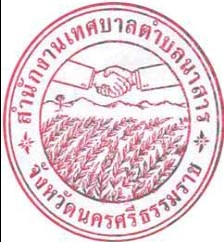 สำนักงานเทศบาลตำบลนาสาร
จังหวัดนครศรีธรรมราช